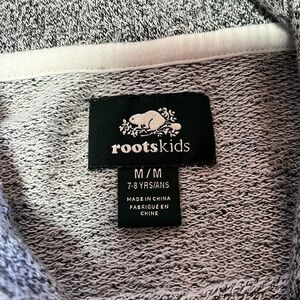 rootskids
M/M
7-8 YRS/ANS
MADE IN CHINA
FABRIQUÉ EN
CHINE